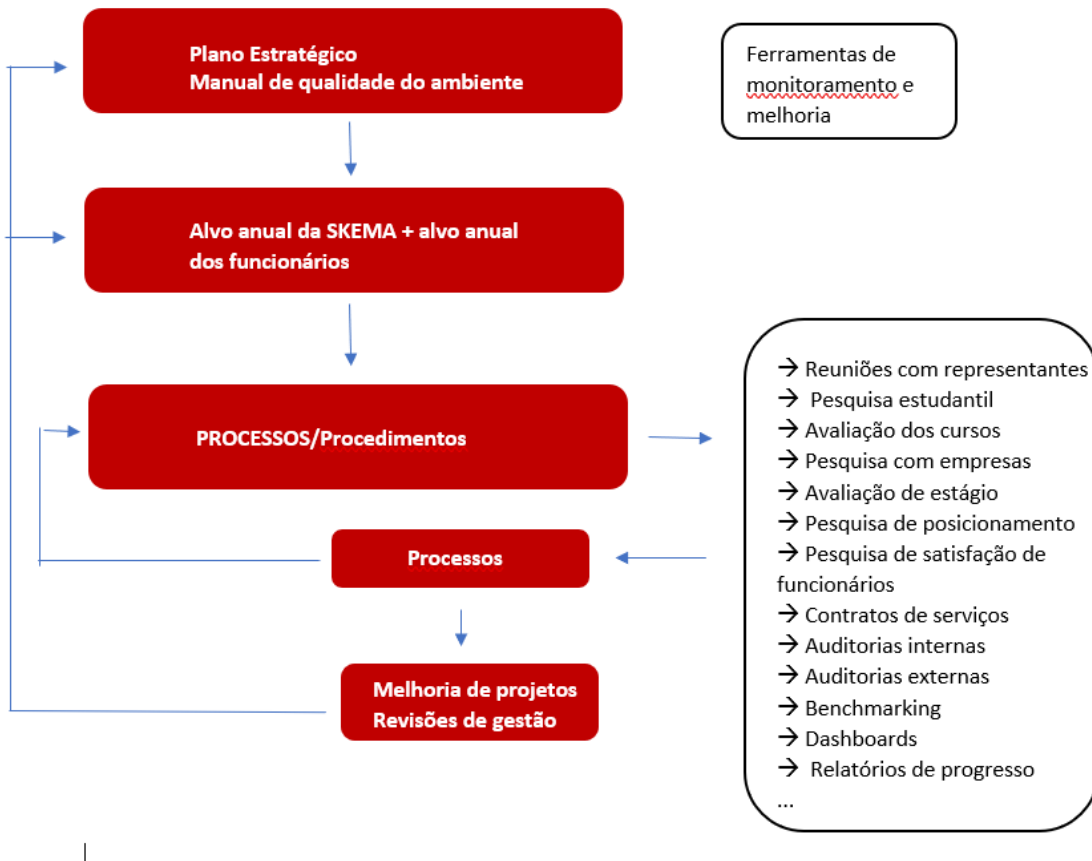 Plano Estratégico
Manual de qualidade do ambiente
Ferramentas de
monitoramento e
melhoria
Alvo anual da SKEMA + alvo anual
dos funcionários
PROCESSOS/Procedimentos
→ Reuniões com representantes
→ Pesquisa estudantil
→ Avaliação dos cursos
→ Pesquisa com empresas
→ Avaliação de estágio
→ Pesquisa de posicionamento
→ Pesquisa de satisfação de
funcionários
→ Contratos de serviços
→ Auditorias internas
→ Auditorias externas
→ Benchmarking
→ Dashboards
→ Relatórios de progresso
...
Processos
Melhoria de projetos
Revisões de gestão